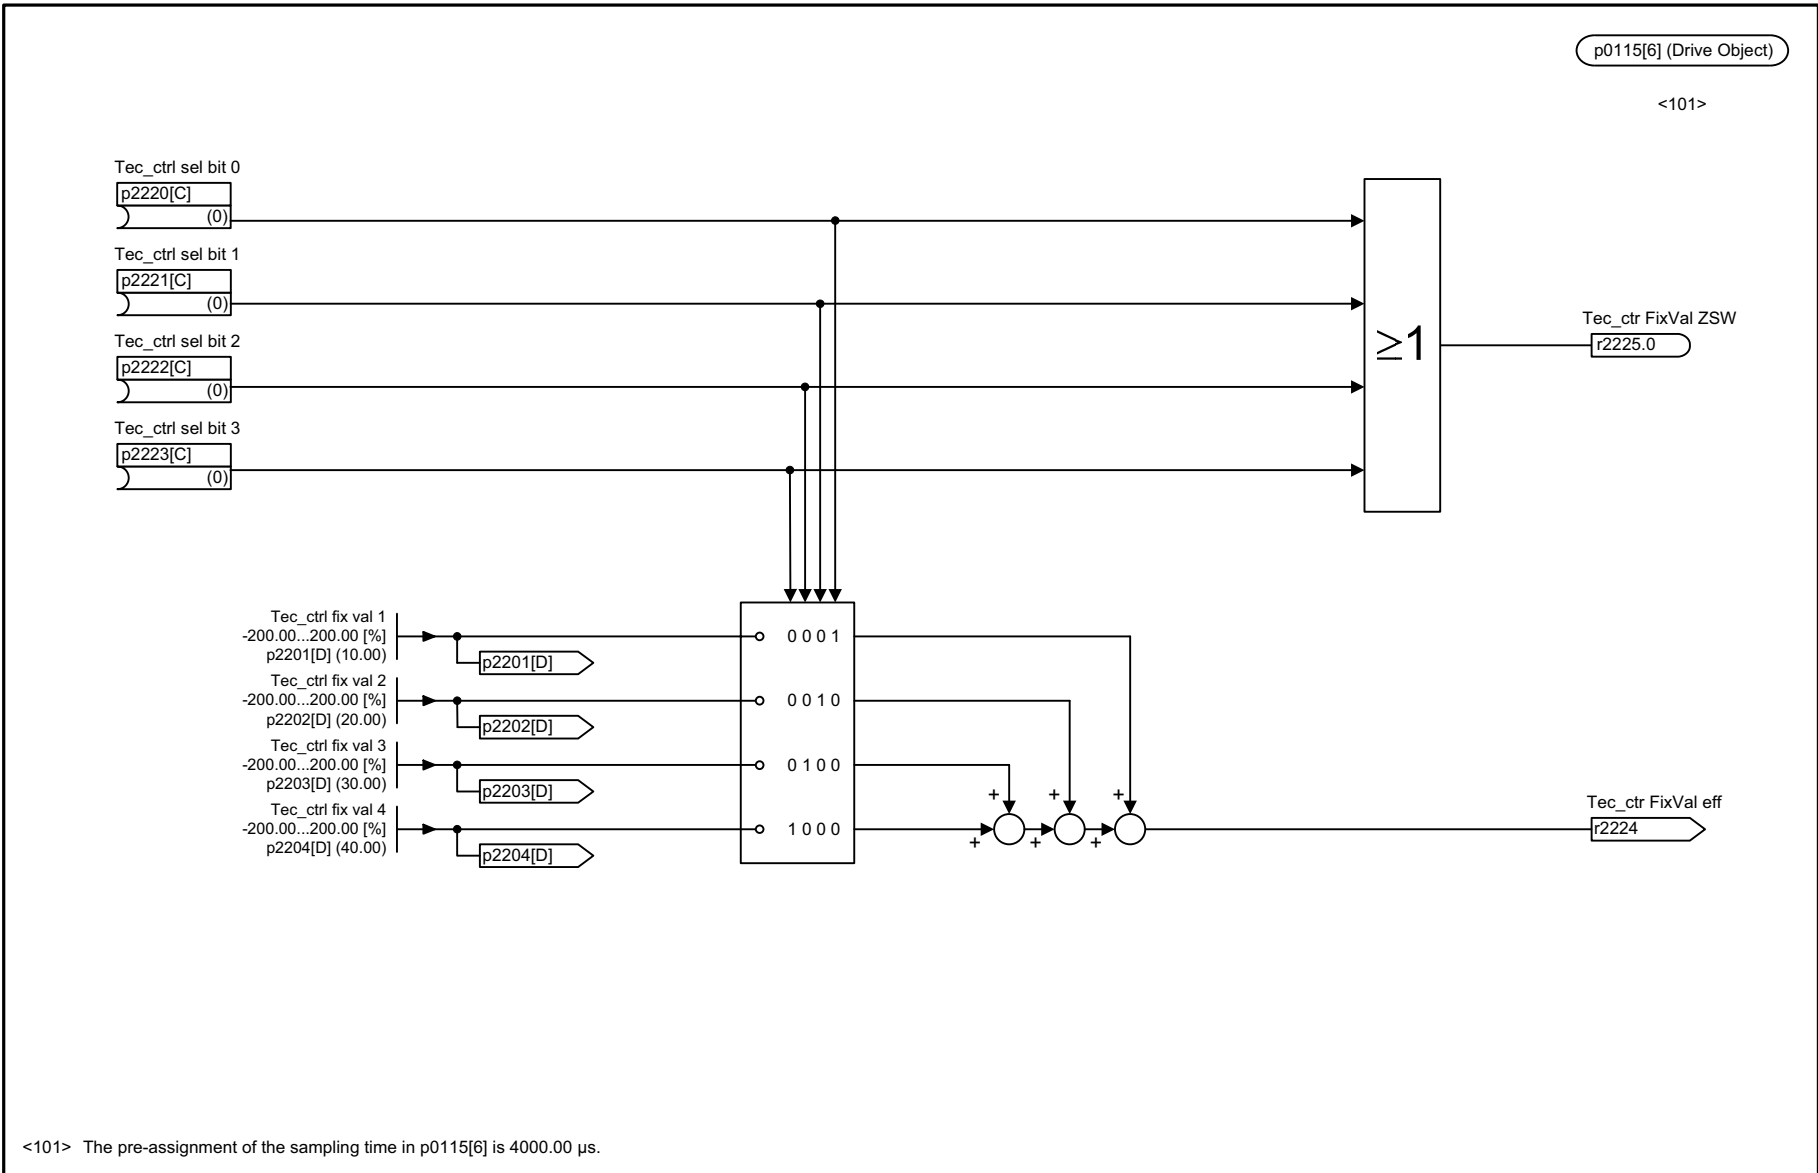 p0115[6] (Drive Object)
<101>
Tec_ctrl sel bit 0
p2220[C]
(0)
Tec_ctrl sel bit 1
p2221[C]
(0)
Tec_ctrl sel bit 2
p2222[C]
(0)
Tec_ctrl sel bit 3
p2223[C]
(0)
≥1
Tec_ctr FixVal ZSW
r2225.0
Tec_ctrl fix val 1
-200.00...200.00 [%]
p2201[D] (10.00)
p2201[D]
0 0 0 1
Tec_ctrl fix val 2
-200.00...200.00 [%]
p2202[D] (20.00)
p2202[D]
0 0 1 0
Tec_ctrl fix val 3
-200.00...200.00 [%]
p2203[D] (30.00)
p2203[D]
0 1 0 0
Tec_ctrl fix val 4
-200.00...200.00 [%]
p2204[D] (40.00)
p2204[D]
1 0 0 0
+ + +
+ + +
Tec_ctr FixVal eff
r2224
<101> The pre-assignment of the sampling time in p0115[6] is 4000.00 µs.